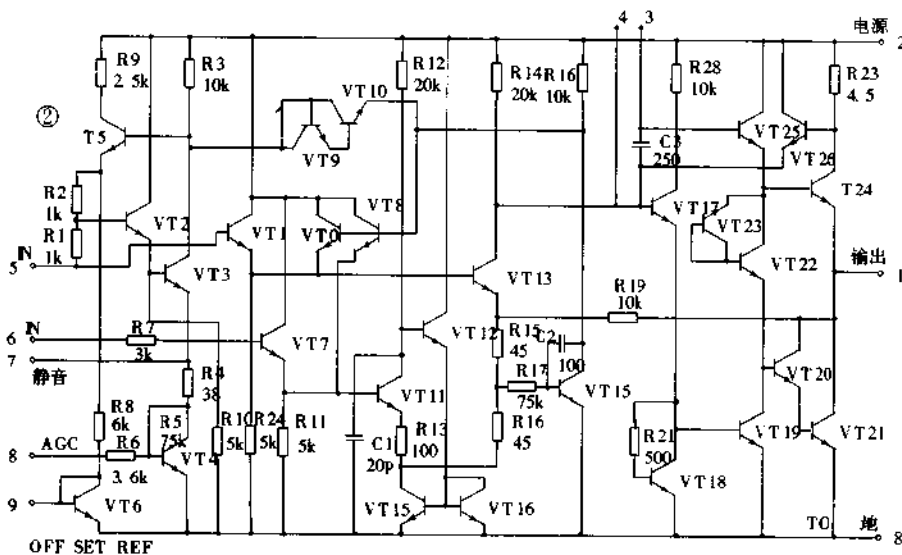 4 3
电源 2
R9
2.5k
R3
10k
R12
20k
R14
20k
R16
10k
R28
10k
R23
4.5
②
VT10
T5
VT9
C3
250
VT25
VT26
R2
1k
VT2
VT8
VT17
VT23
T24
R1
1k
VT1
VT0
5 IN
VT3
VT13
VT22
输出 1
R19
10k
6 IN
R7
3k
VT7
VT12
R15
45
C2
100
7
静音
R4
38
R17
75k
VT15
VT20
VT11
R8
6k
R5
75k
R10
5k
R24
5k
R11
5k
R13
100
R16
45
8 AGC
R6
3.6k
VT4
C1
20p
R21
500
VT19
VT21
VT18
9
VT6
VT15
VT16
TO 地 8
OFF SET REF